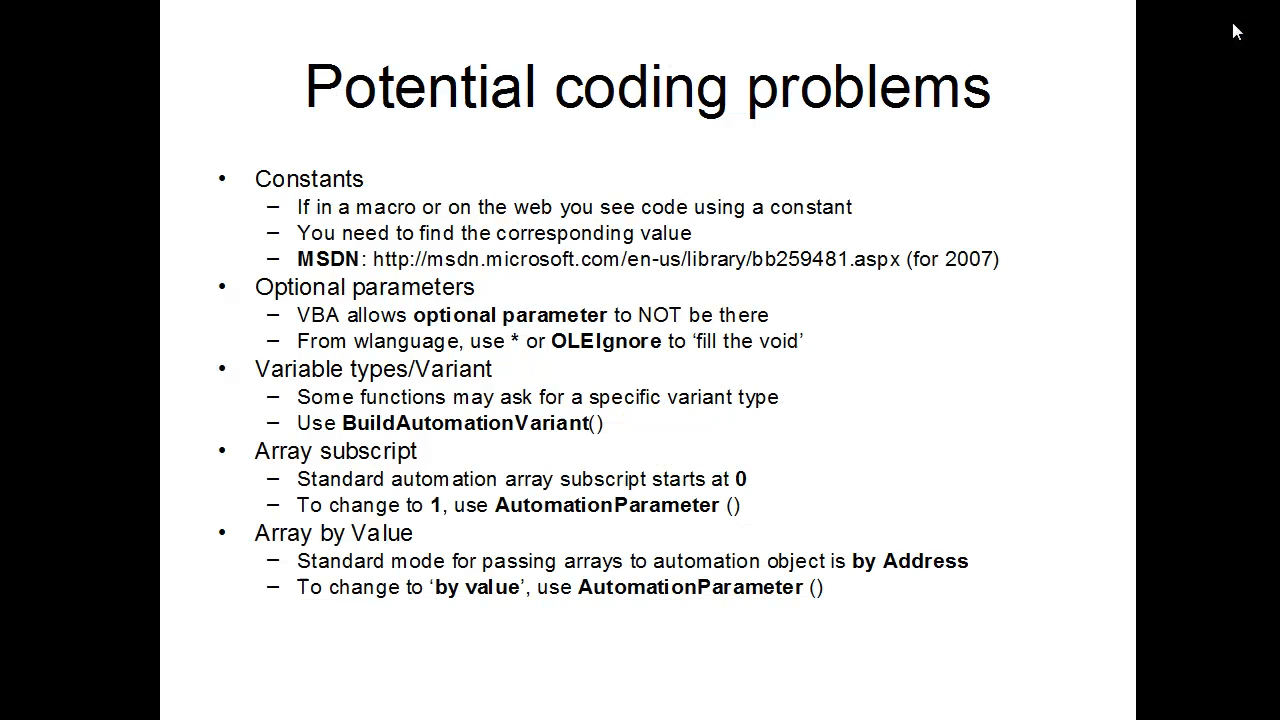 Potential coding problems
• Constants
– If in a macro or on the web you see code using a constant
– You need to find the corresponding value
– MSDN: http://msdn.microsoft.com/en-us/library/bb259481.aspx (for 2007)
• Optional parameters
– VBA allows optional parameter to NOT be there
– From wlanguage, use * or OLEIgnore to ‘fill the void’
• Variable types/Variant
– Some functions may ask for a specific variant type
– Use BuildAutomationVariant()
• Array subscript
– Standard automation array subscript starts at 0
– To change to 1, use AutomationParameter ()
• Array by Value
– Standard mode for passing arrays to automation object is by Address
– To change to ‘by value’, use AutomationParameter ()